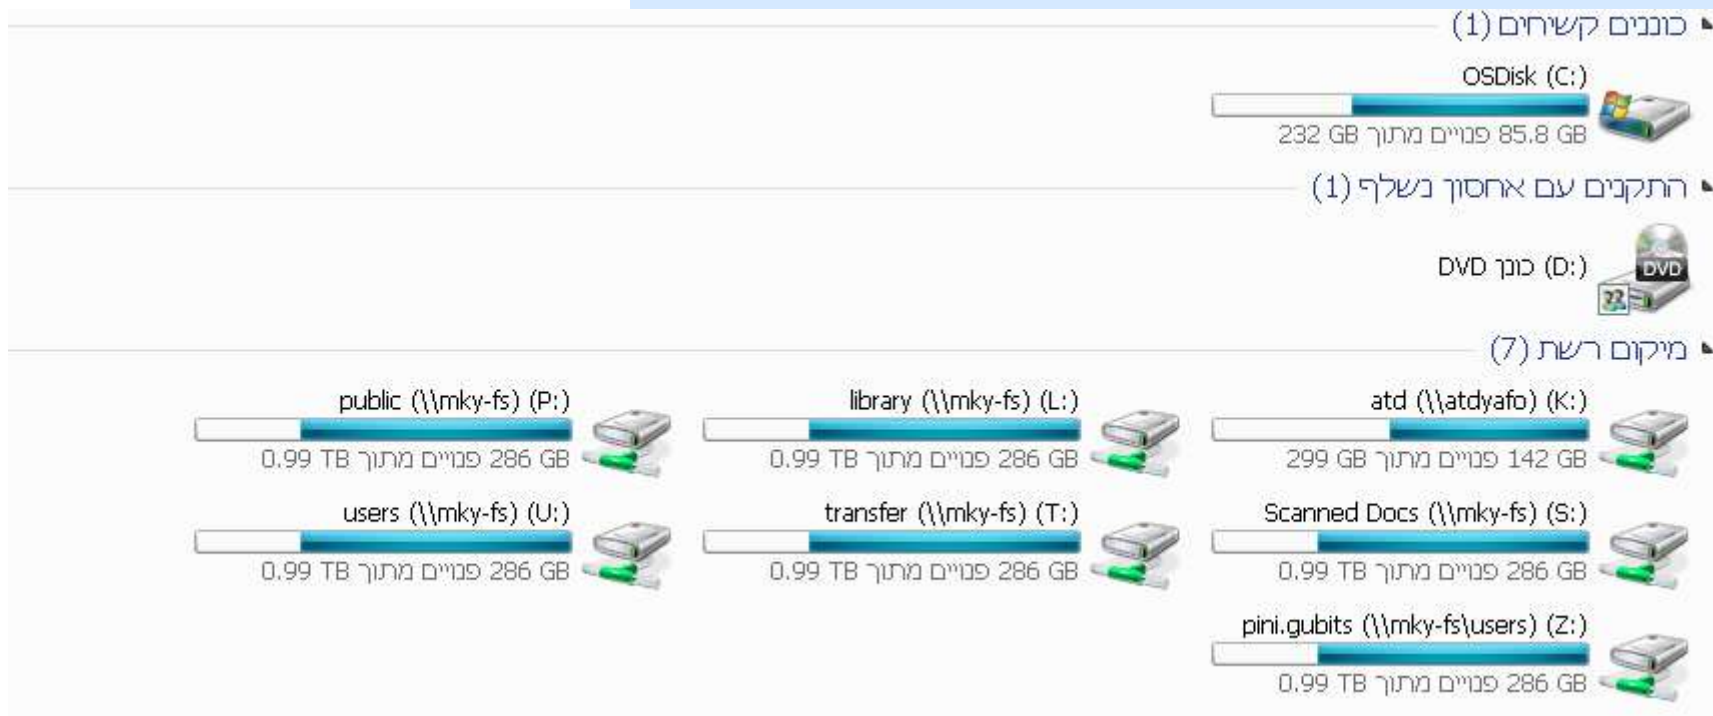 כוננים קשיחים (1)
OSDisk (C:)
85.8 GB פנויים מתוך 232 GB
התקנים עם אחסון נשלף (1)
כונן DVD (D:)
DVD
מיקום רשת (7)
atd (\\atdyafo) (K:)
142 GB פנויים מתוך 299 GB
library (\\mky-fs) (L:)
286 GB פנויים מתוך 0.99 TB
public (\\mky-fs) (P:)
286 GB פנויים מתוך 0.99 TB
Scanned Docs (\\mky-fs) (S:)
286 GB פנויים מתוך 0.99 TB
transfer (\\mky-fs) (T:)
286 GB פנויים מתוך 0.99 TB
users (\\mky-fs) (U:)
286 GB פנויים מתוך 0.99 TB
pini.gubits (\\mky-fs\users) (Z:)
286 GB פנויים מתוך 0.99 TB